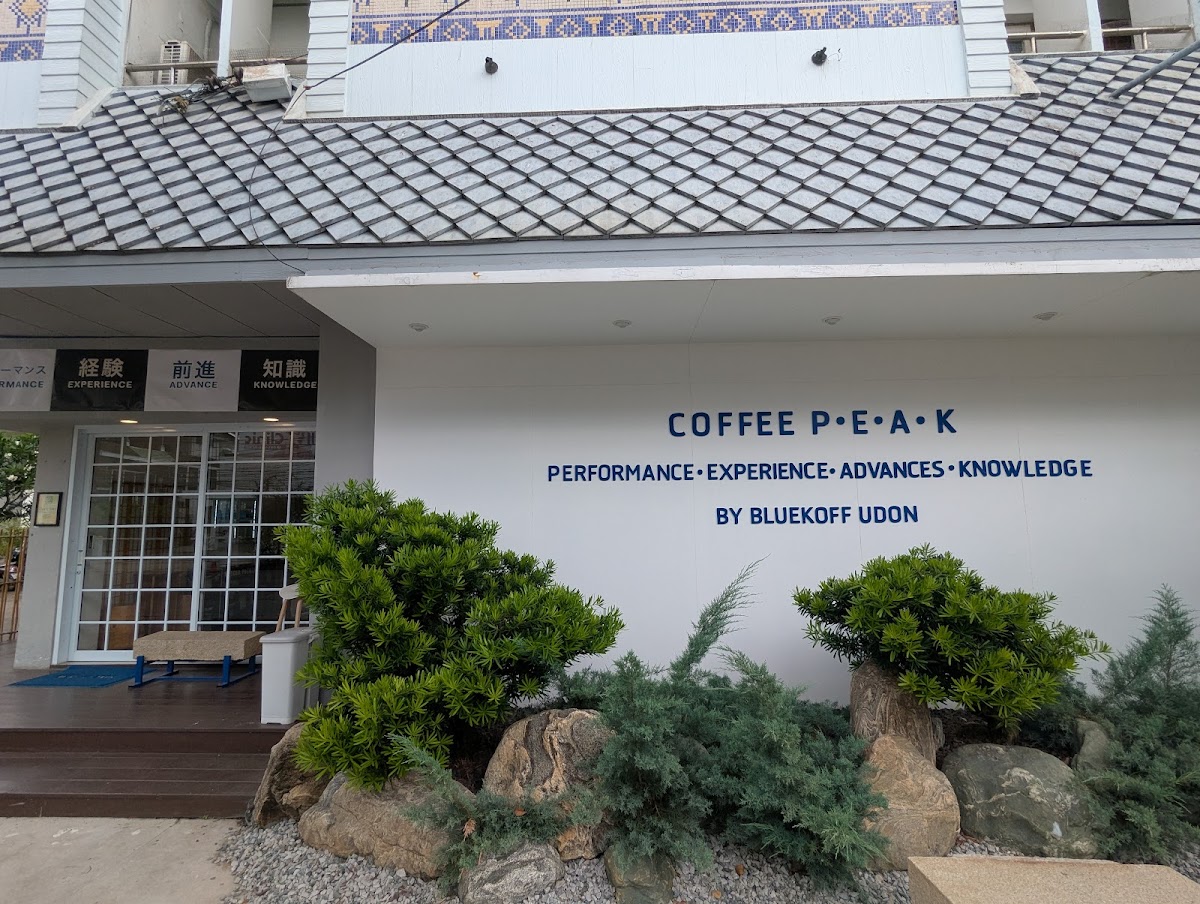 ーマンス
RMANCE
経験
EXPERIENCE
前進
ADVANCE
知識
KNOWLEDGE
COFFEE P•E•A•K
PERFORMANCE•EXPERIENCE•ADVANCES•KNOWLEDGE
BY BLUEKOFF UDON